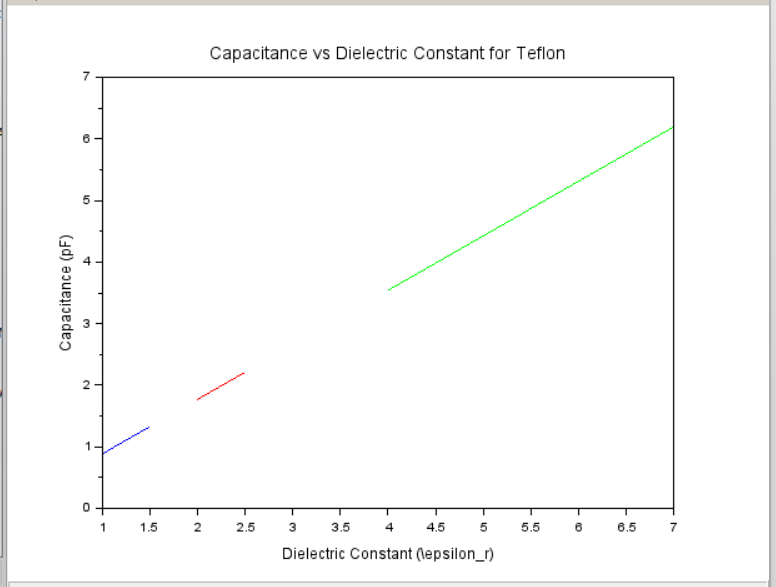 Capacitance vs Dielectric Constant for Teflon
7
6
5
4
3
2
1
0
Capacitance (pF)
1 1.5 2 2.5 3 3.5 4 4.5 5 5.5 6 6.5 7
Dielectric Constant (\epsilon_r)